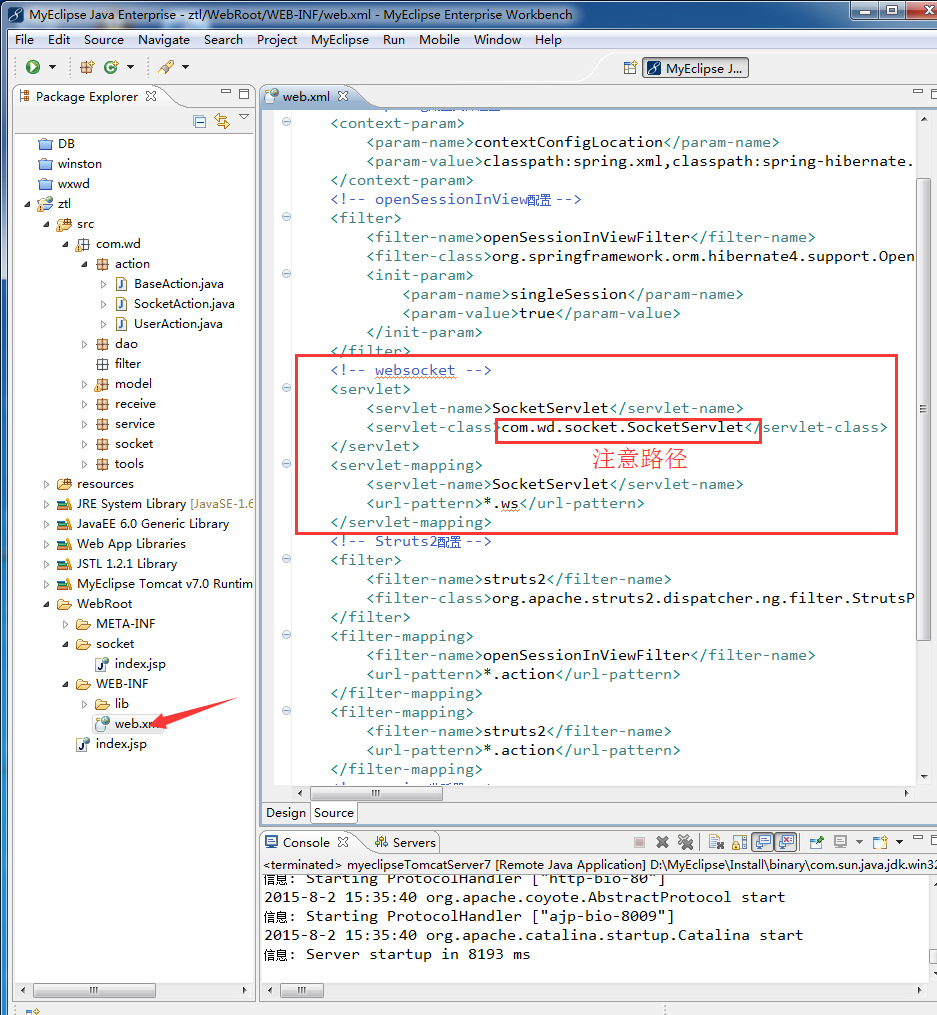 MyEclipse Java Enterprise - ztl/WebRoot/WEB-INF/web.xml - MyEclipse Enterprise Workbench
File Edit Source Navigate Search Project MyEclipse Run Mobile Window Help
MyEclipse J...
Package Explorer
DB
winston
wxwd
ztl
src
com.wd
action
BaseAction.java
SocketAction.java
UserAction.java
dao
filter
model
receive
service
socket
tools
resources
JRE System Library [JavaSE-1.6
JavaEE 6.0 Generic Library
Web App Libraries
JSTL 1.2.1 Library
MyEclipse Tomcat v7.0 Runtim
WebRoot
META-INF
socket
index.jsp
WEB-INF
lib
web.xm
index.jsp
web.xml
<context-param>
<param-name>contextConfigLocation</param-name>
<param-value>classpath:spring.xml,classpath:spring-hibernate.
</context-param>
<!-- openSessionInView配置 -->
<filter>
<filter-name>openSessionInViewFilter</filter-name>
<filter-class>org.springframework.orm.hibernate4.support.Open
<init-param>
<param-name>singleSession</param-name>
<param-value>true</param-value>
</init-param>
</filter>
<!-- websocket -->
<servlet>
<servlet-name>SocketServlet</servlet-name>
<servlet-class>com.wd.socket.SocketServlet</servlet-class>
</servlet>
注意路径
<servlet-mapping>
<servlet-name>SocketServlet</servlet-name>
<url-pattern>*.ws</url-pattern>
</servlet-mapping>
<!-- Struts2配置 -->
<filter>
<filter-name>struts2</filter-name>
<filter-class>org.apache.struts2.dispatcher.ng.filter.StrutsP
</filter>
<filter-mapping>
<filter-name>openSessionInViewFilter</filter-name>
<url-pattern>*.action</url-pattern>
</filter-mapping>
<filter-mapping>
<filter-name>struts2</filter-name>
<url-pattern>*.action</url-pattern>
</filter-mapping>
Design Source
Console Servers
<terminated> myeclipseTomcatServer7 [Remote Java Application] D:\MyEclipse\Install\binary\com.sun.java.jdk.win32
信息: Starting ProtocolHandler ["http-bio-80"]
2015-8-2 15:35:40 org.apache.coyote.AbstractProtocol start
信息: Starting ProtocolHandler ["ajp-bio-8009"]
2015-8-2 15:35:40 org.apache.catalina.startup.Catalina start
信息: Server startup in 8193 ms